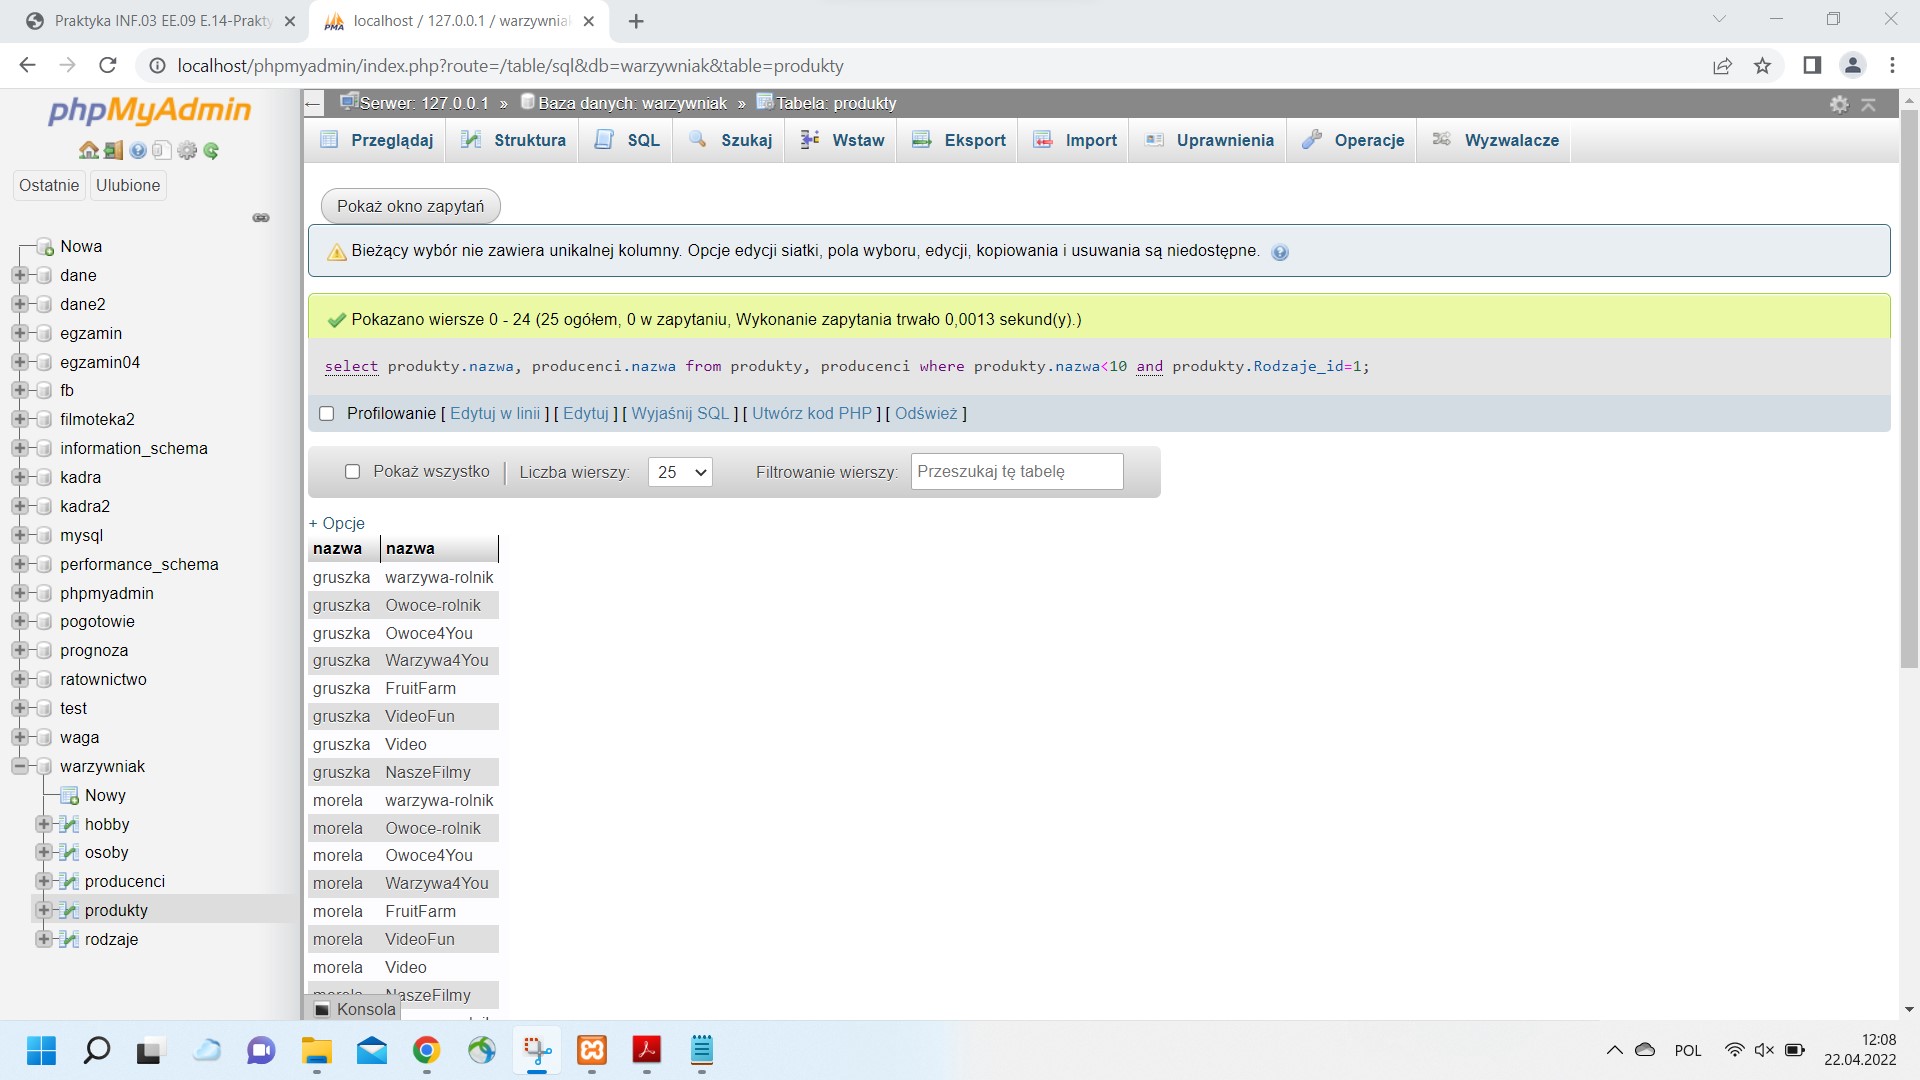 Praktyka INF.03 EE.09 E.14-Prakty
localhost / 127.0.0.1 / warzywnia
localhost/phpmyadmin/index.php?route=/table/sql&db=warzywniak&table=produkty
phpMyAdmin
Ostatnie
Ulubione
Nowa
dane
dane2
egzamin
egzamin04
fb
filmoteka2
information_schema
kadra
kadra2
mysql
performance_schema
phpmyadmin
pogotowie
prognoza
ratownictwo
test
waga
warzywniak
Nowy
hobby
osoby
producenci
produkty
rodzaje
Serwer: 127.0.0.1 » Baza danych: warzywniak » Tabela: produkty
Przeglądaj Struktura SQL Szukaj Wstaw Eksport Import Uprawnienia Operacje Wyzwalacze
Pokaż okno zapytań
Bieżący wybór nie zawiera unikalnej kolumny. Opcje edycji siatki, pola wyboru, edycji, kopiowania i usuwania są niedostępne.
Pokazano wiersze 0 - 24 (25 ogółem, 0 w zapytaniu, Wykonanie zapytania trwało 0,0013 sekund(y).)
select produkty.nazwa, producenci.nazwa from produkty, producenci where produkty.nazwa<10 and produkty.Rodzaje_id=1;
Profilowanie [ Edytuj w linii ] [ Edytuj ] [ Wyjaśnij SQL ] [ Utwórz kod PHP ] [ Odśwież ]
Pokaż wszystko Liczba wierszy: 25 Filtrowanie wierszy: Przeszukaj tę tabelę
+ Opcje
nazwa nazwa
gruszka warzywa-rolnik
gruszka Owoce-rolnik
gruszka Owoce4You
gruszka Warzywa4You
gruszka FruitFarm
gruszka VideoFun
gruszka Video
gruszka NaszeFilmy
morela warzywa-rolnik
morela Owoce-rolnik
morela Owoce4You
morela Warzywa4You
morela FruitFarm
morela VideoFun
morela Video
morela NaszeFilmy
Konsola
POL
12:08
22.04.2022